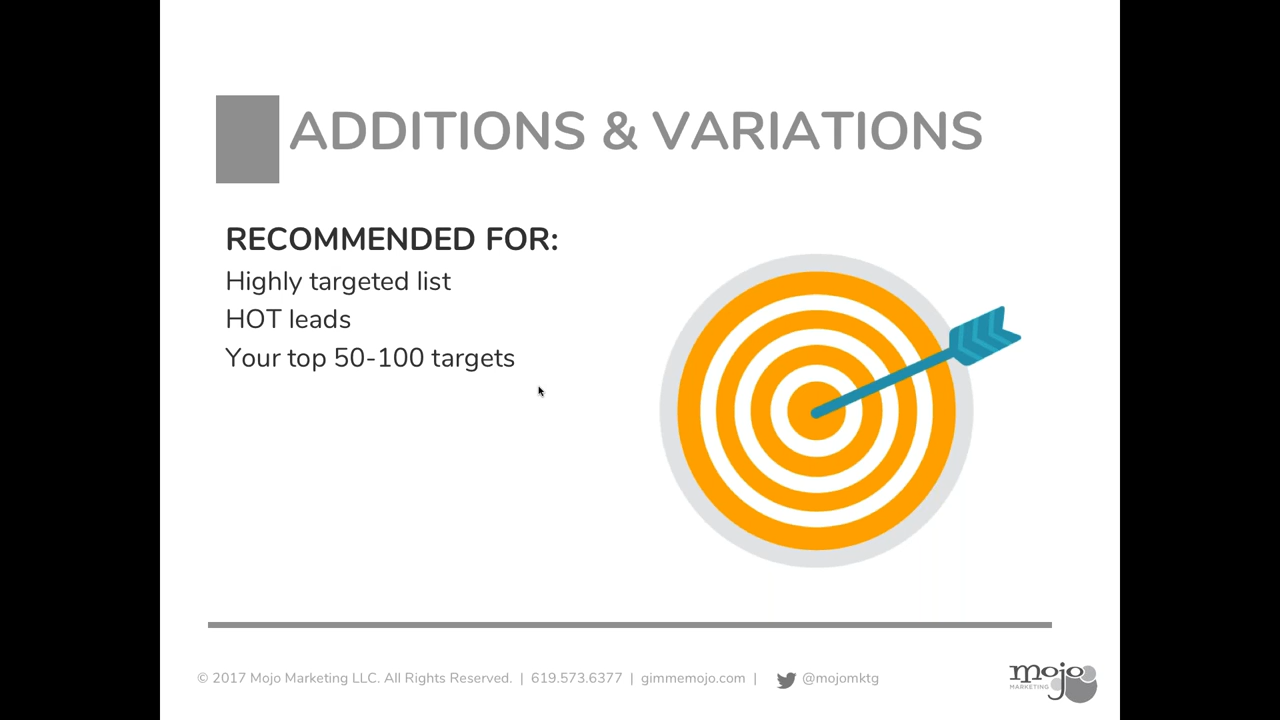 ADDITIONS & VARIATIONS
RECOMMENDED FOR:
Highly targeted list
HOT leads
Your top 50-100 targets
© 2017 Mojo Marketing LLC. All Rights Reserved. | 619.573.6377 | gimmemojo.com | @mojomktg
mojo
MARKETING